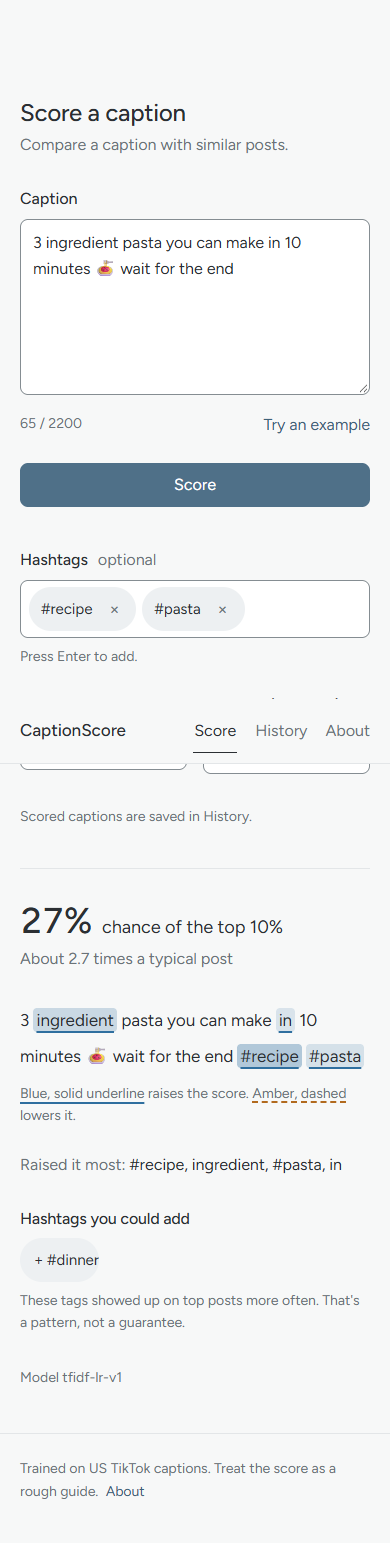 Score a caption
Compare a caption with similar posts.
Caption
3 ingredient pasta you can make in 10
minutes 🍝 wait for the end
65 / 2200
Try an example
Score
Hashtags optional
#recipe × #pasta ×
Press Enter to add.
CaptionScore Score History About
Scored captions are saved in History.
27% chance of the top 10%
About 2.7 times a typical post
3 ingredient pasta you can make in 10
minutes 🍝 wait for the end #recipe #pasta
Blue, solid underline raises the score. Amber, dashed
lowers it.
Raised it most: #recipe, ingredient, #pasta, in
Hashtags you could add
+ #dinner
These tags showed up on top posts more often. That's
a pattern, not a guarantee.
Model tfidf-lr-v1
Trained on US TikTok captions. Treat the score as a
rough guide. About